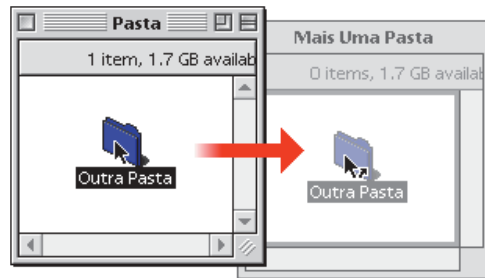 Pasta
1 item, 1.7 GB availab
Outra Pasta
Mais Uma Pasta
0 items, 1.7 GB availab
Outra Pasta